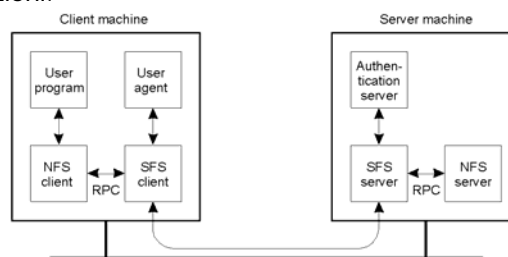 Client machine
Server machine
User
program
User
agent
Authen-
tication
server
NFS
client
RPC
SFS
client
SFS
server
RPC
NFS
server